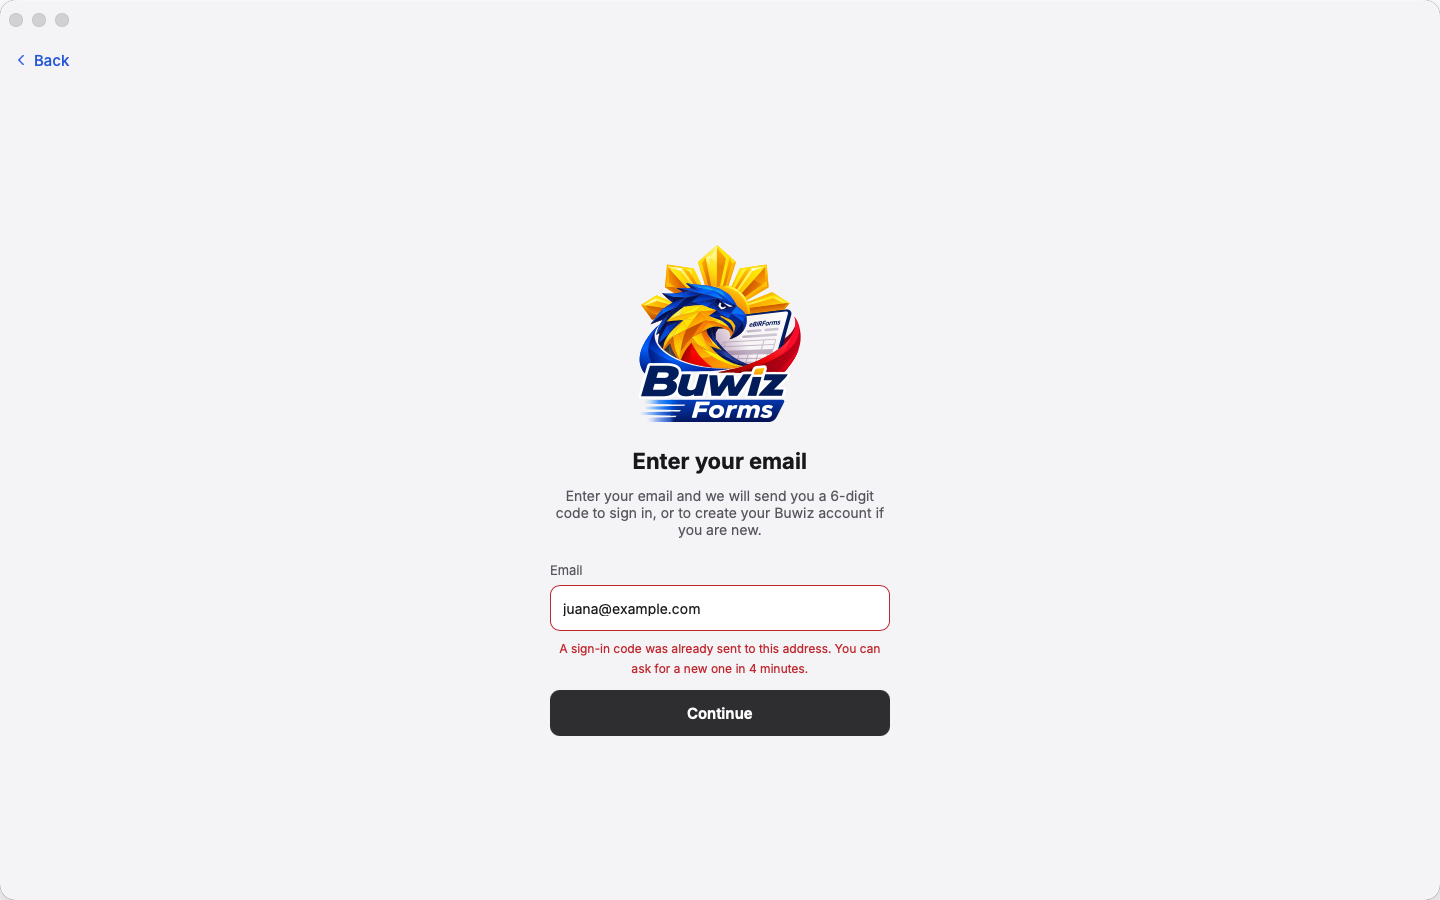 Back
eBIRForms
Buwiz
Forms
Enter your email
Enter your email and we will send you a 6-digit
code to sign in, or to create your Buwiz account if
you are new.
Email
juana@example.com
A sign-in code was already sent to this address. You can
ask for a new one in 4 minutes.
Continue